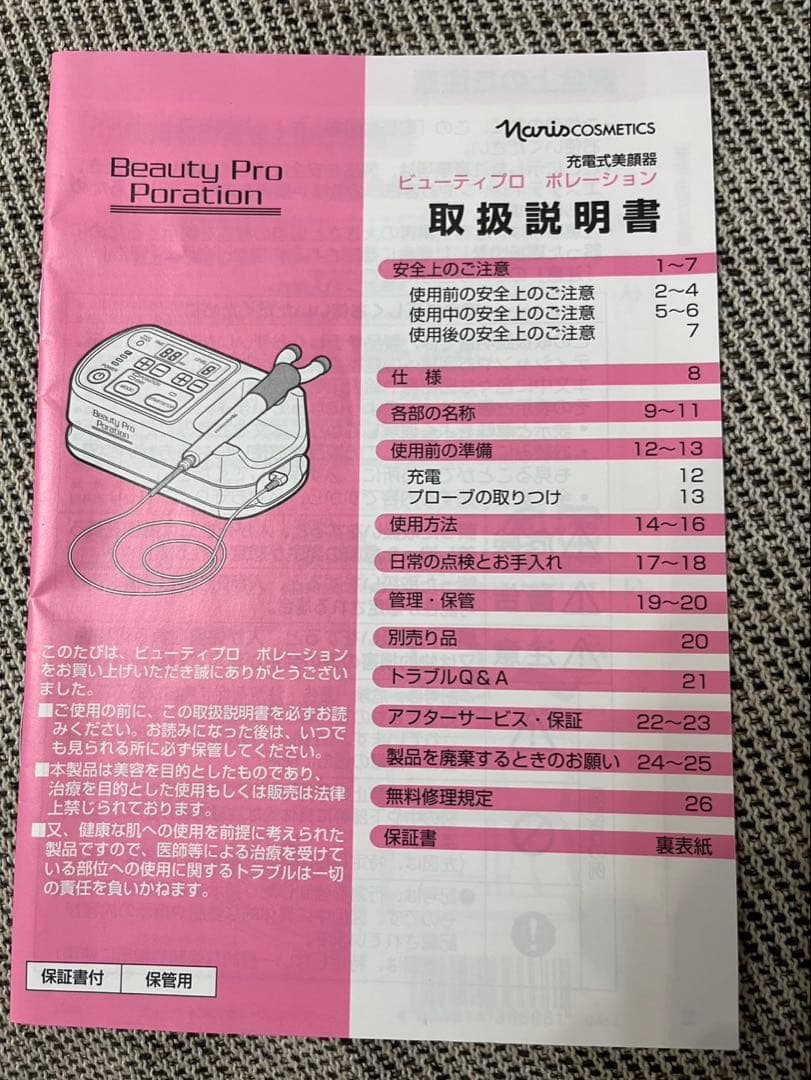 Beauty Pro
Poration
Beauty Pro
Poration
このたびは、ビューティプロ ポレーション
をお買い上げいただき誠にありがとうござい
ました。
■ご使用の前に、この取扱説明書を必ずお読
みください。お読みになった後は、いつで
も見られる所に必ず保管してください。
■本製品は美容を目的としたものであり、
治療を目的とした使用もしくは販売は法律
上禁じられております。
■又、健康な肌への使用を前提に考えられた
製品ですので、医師等による治療を受けて
いる部位への使用に関するトラブルは一切
の責任を負いかねます。
保証書付 保管用
naris COSMETICS
充電式美顔器
ビューティプロ ポレーション
取扱説明書
安全上のご注意 1〜7
使用前の安全上のご注意 2〜4
使用中の安全上のご注意 5〜6
使用後の安全上のご注意 7
仕 様 8
各部の名称 9〜11
使用前の準備 12〜13
充電 12
プローブの取りつけ 13
使用方法 14〜16
日常の点検とお手入れ 17〜18
管理・保管 19〜20
別売り品 20
トラブルQ&A 21
アフターサービス・保証 22〜23
製品を廃棄するときのお願い 24〜25
無料修理規定 26
保証書 裏表紙